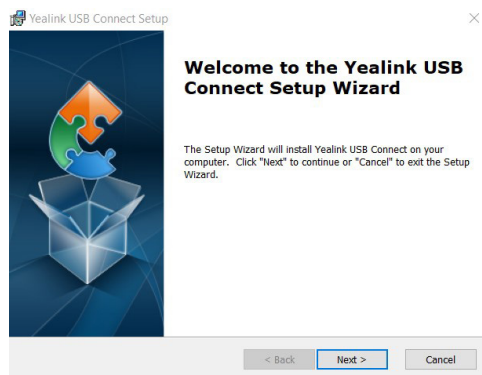 Yealink USB Connect Setup
Welcome to the Yealink USB
Connect Setup Wizard
The Setup Wizard will install Yealink USB Connect on your
computer. Click "Next" to continue or "Cancel" to exit the Setup
Wizard.
< Back Next > Cancel